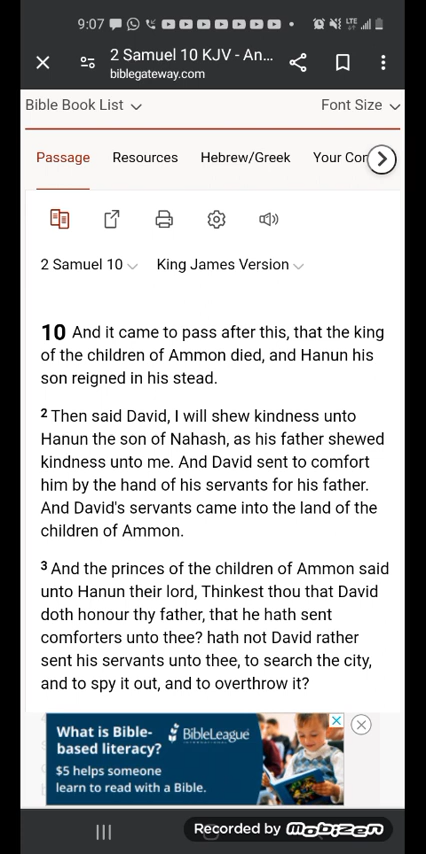 9:07
LTE
2 Samuel 10 KJV - An...
biblegateway.com
Bible Book List
Font Size
Passage
Resources
Hebrew/Greek
Your Cor
2 Samuel 10
King James Version
10 And it came to pass after this, that the king
of the children of Ammon died, and Hanun his
son reigned in his stead.
2 Then said David, I will shew kindness unto
Hanun the son of Nahash, as his father shewed
kindness unto me. And David sent to comfort
him by the hand of his servants for his father.
And David's servants came into the land of the
children of Ammon.
3 And the princes of the children of Ammon said
unto Hanun their lord, Thinkest thou that David
doth honour thy father, that he hath sent
comforters unto thee? hath not David rather
sent his servants unto thee, to search the city,
and to spy it out, and to overthrow it?
What is Bible-
based literacy?
BibleLeague
INTERNATIONAL
$5 helps someone
learn to read with a Bible.
Recorded by Mobizen